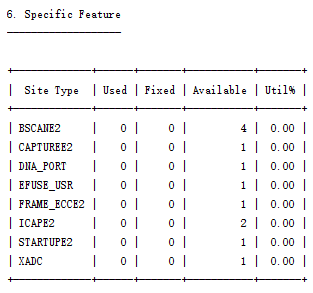 6. Specific Feature
-------------------
+-------------+------+-------+-----------+-------+
|  Site Type  | Used | Fixed | Available | Util% |
+-------------+------+-------+-----------+-------+
| BSCANE2     |    0 |     0 |         4 |  0.00 |
| CAPTUREE2   |    0 |     0 |         1 |  0.00 |
| DNA_PORT    |    0 |     0 |         1 |  0.00 |
| EFUSE_USR   |    0 |     0 |         1 |  0.00 |
| FRAME_ECCE2 |    0 |     0 |         1 |  0.00 |
| ICAPE2      |    0 |     0 |         2 |  0.00 |
| STARTUPE2   |    0 |     0 |         1 |  0.00 |
| XADC        |    0 |     0 |         1 |  0.00 |
+-------------+------+-------+-----------+-------+